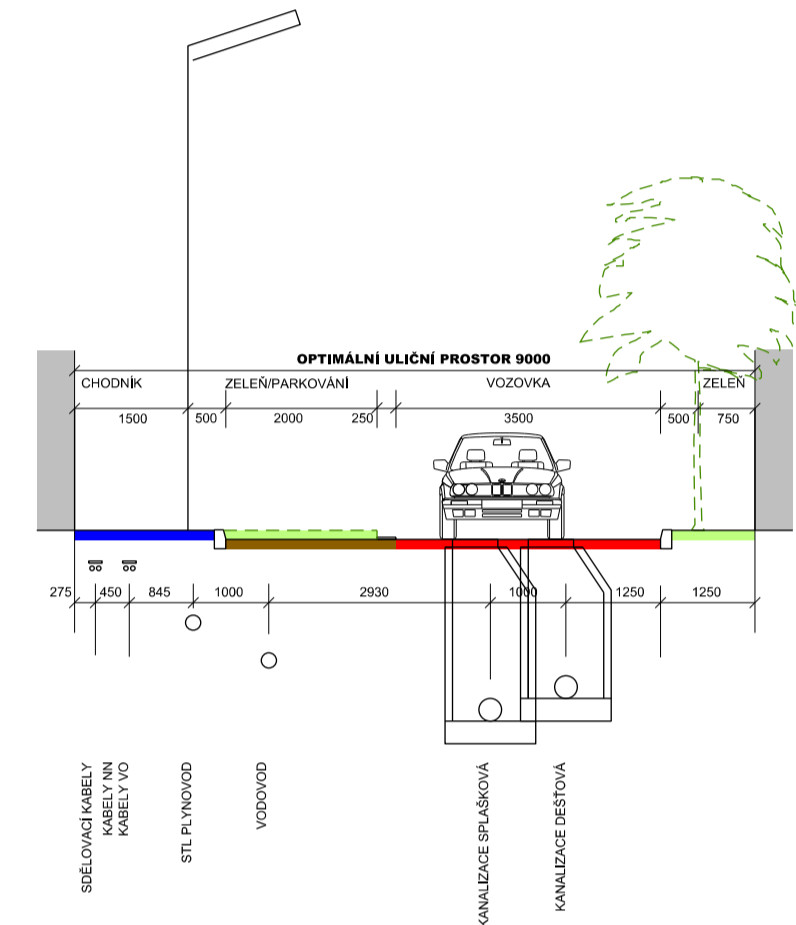 OPTIMÁLNÍ ULIČNÍ PROSTOR 9000
CHODNÍK
ZELEŇ/PARKOVÁNÍ
VOZOVKA
ZELEŇ
1500
500
2000
250
3500
500
750
275
450
845
1000
2930
1000
1250
1250
SDĚLOVACÍ KABELY
KABELY NN
KABELY VO
STL PLYNOVOD
VODOVOD
KANALIZACE SPLAŠKOVÁ
KANALIZACE DEŠŤOVÁ